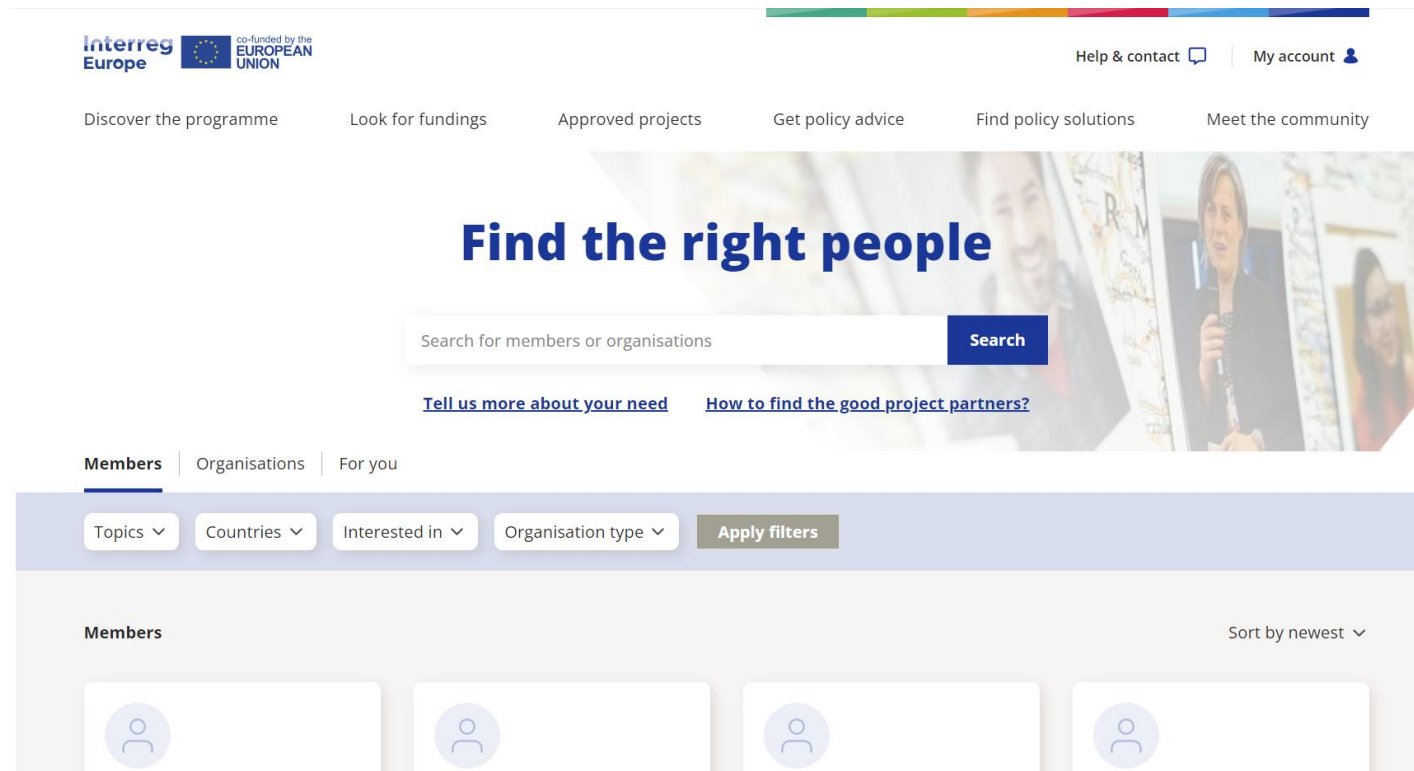 Interreg
Europe
co-funded by the
EUROPEAN
UNION
Help & contact
My account
Discover the programme
Look for fundings
Approved projects
Get policy advice
Find policy solutions
Meet the community
Find the right people
Search for members or organisations
Search
Tell us more about your need
How to find the good project partners?
Members
Organisations
For you
Topics
Countries
Interested in
Organisation type
Apply filters
Members
Sort by newest